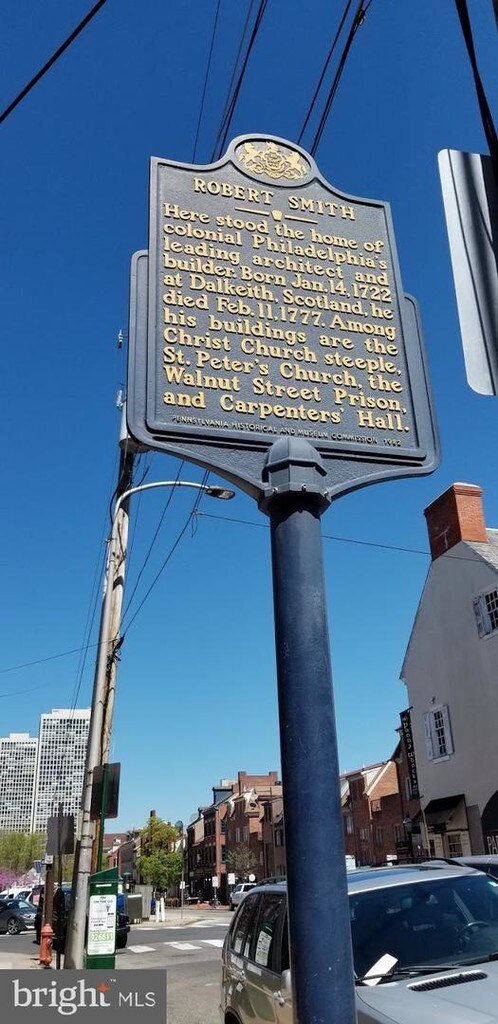 ROBERT SMITH
Here stood the home of
colonial Philadelphia's
leading architect and
builder. Born Jan. 14, 1722
at Dalkeith, Scotland, he
died Feb. 11, 1777. Among
his buildings are the
Christ Church steeple,
St. Peter's Church, the
Walnut Street Prison,
and Carpenters' Hall.
PENNSYLVANIA HISTORICAL AND MUSEUM COMMISSION 1982
bright MLS